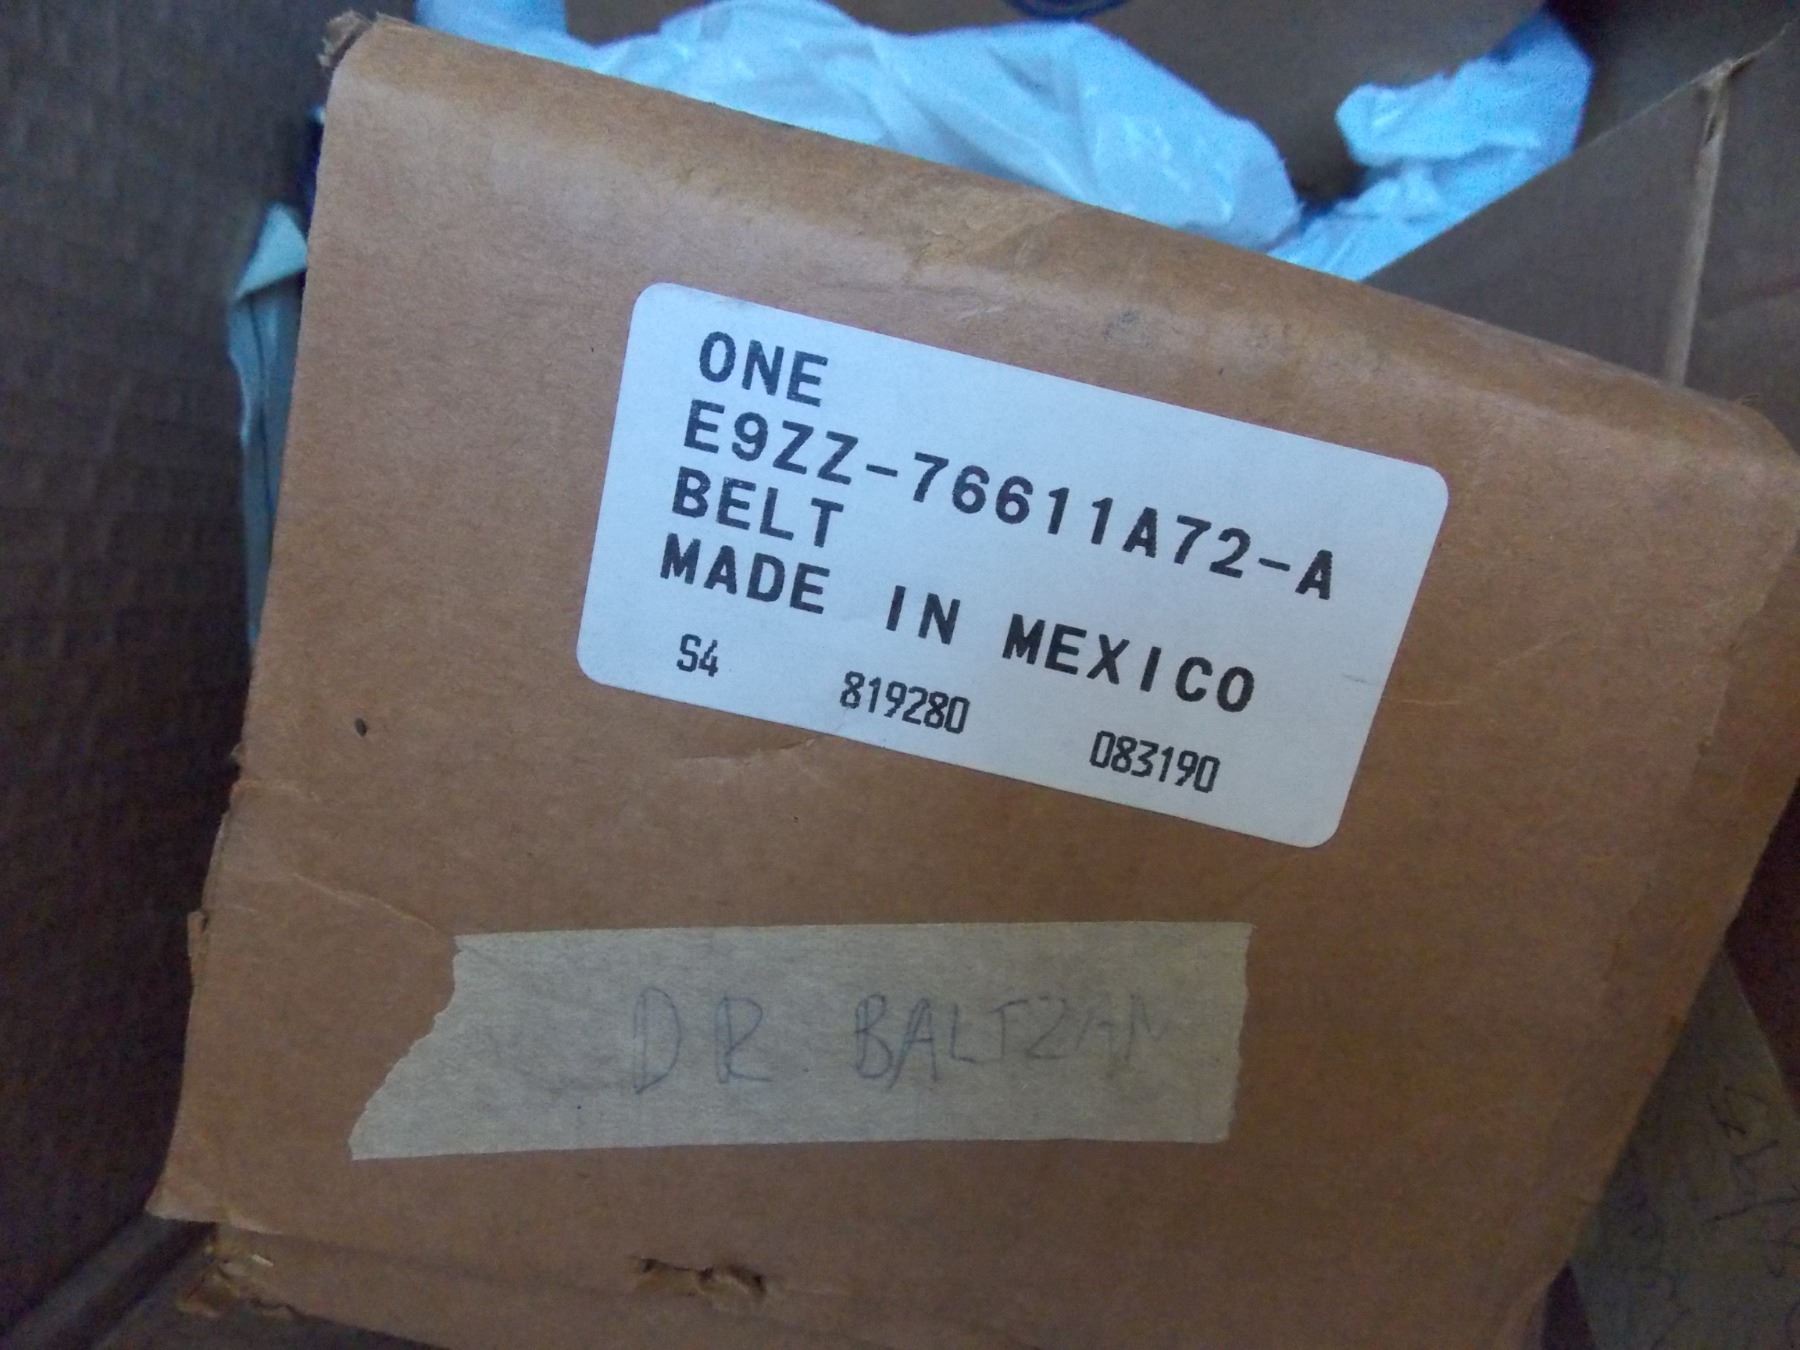 ONE
E9ZZ-76611A72-A
BELT
MADE IN MEXICO
S4 819280 083190
DR BALTZAN